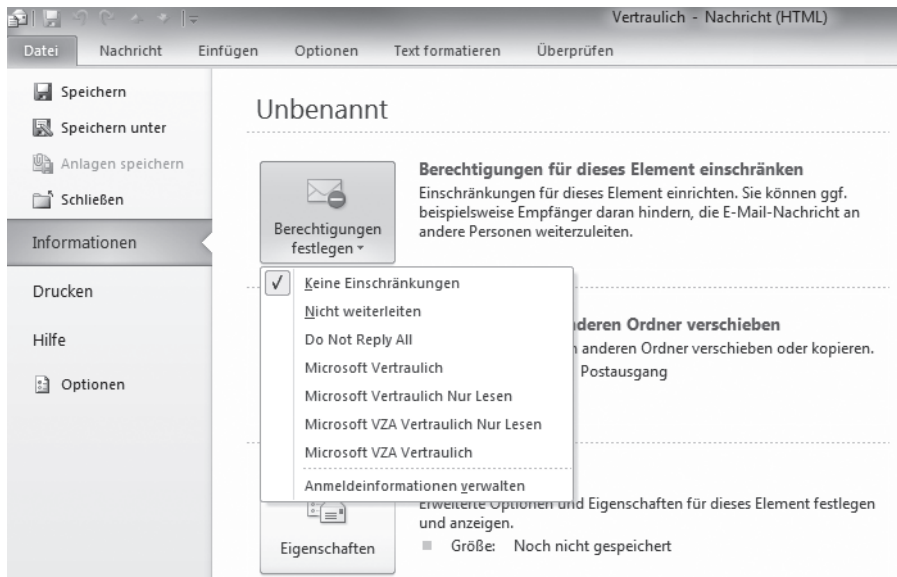 Vertraulich - Nachricht (HTML)
Datei Nachricht Einfügen Optionen Text formatieren Überprüfen
Speichern
Speichern unter
Anlagen speichern
Schließen
Informationen
Drucken
Hilfe
Optionen
Unbenannt
Berechtigungen festlegen
Berechtigungen für dieses Element einschränken
Einschränkungen für dieses Element einrichten. Sie können ggf.
beispielsweise Empfänger daran hindern, die E-Mail-Nachricht an
andere Personen weiterzuleiten.
Keine Einschränkungen
Nicht weiterleiten
Do Not Reply All
Microsoft Vertraulich
Microsoft Vertraulich Nur Lesen
Microsoft VZA Vertraulich Nur Lesen
Microsoft VZA Vertraulich
Anmeldeinformationen verwalten
deren Ordner verschieben
anderen Ordner verschieben oder kopieren.
Postausgang
Eigenschaften
Erweiterte Optionen und Eigenschaften für dieses Element festlegen
und anzeigen.
Größe: Noch nicht gespeichert